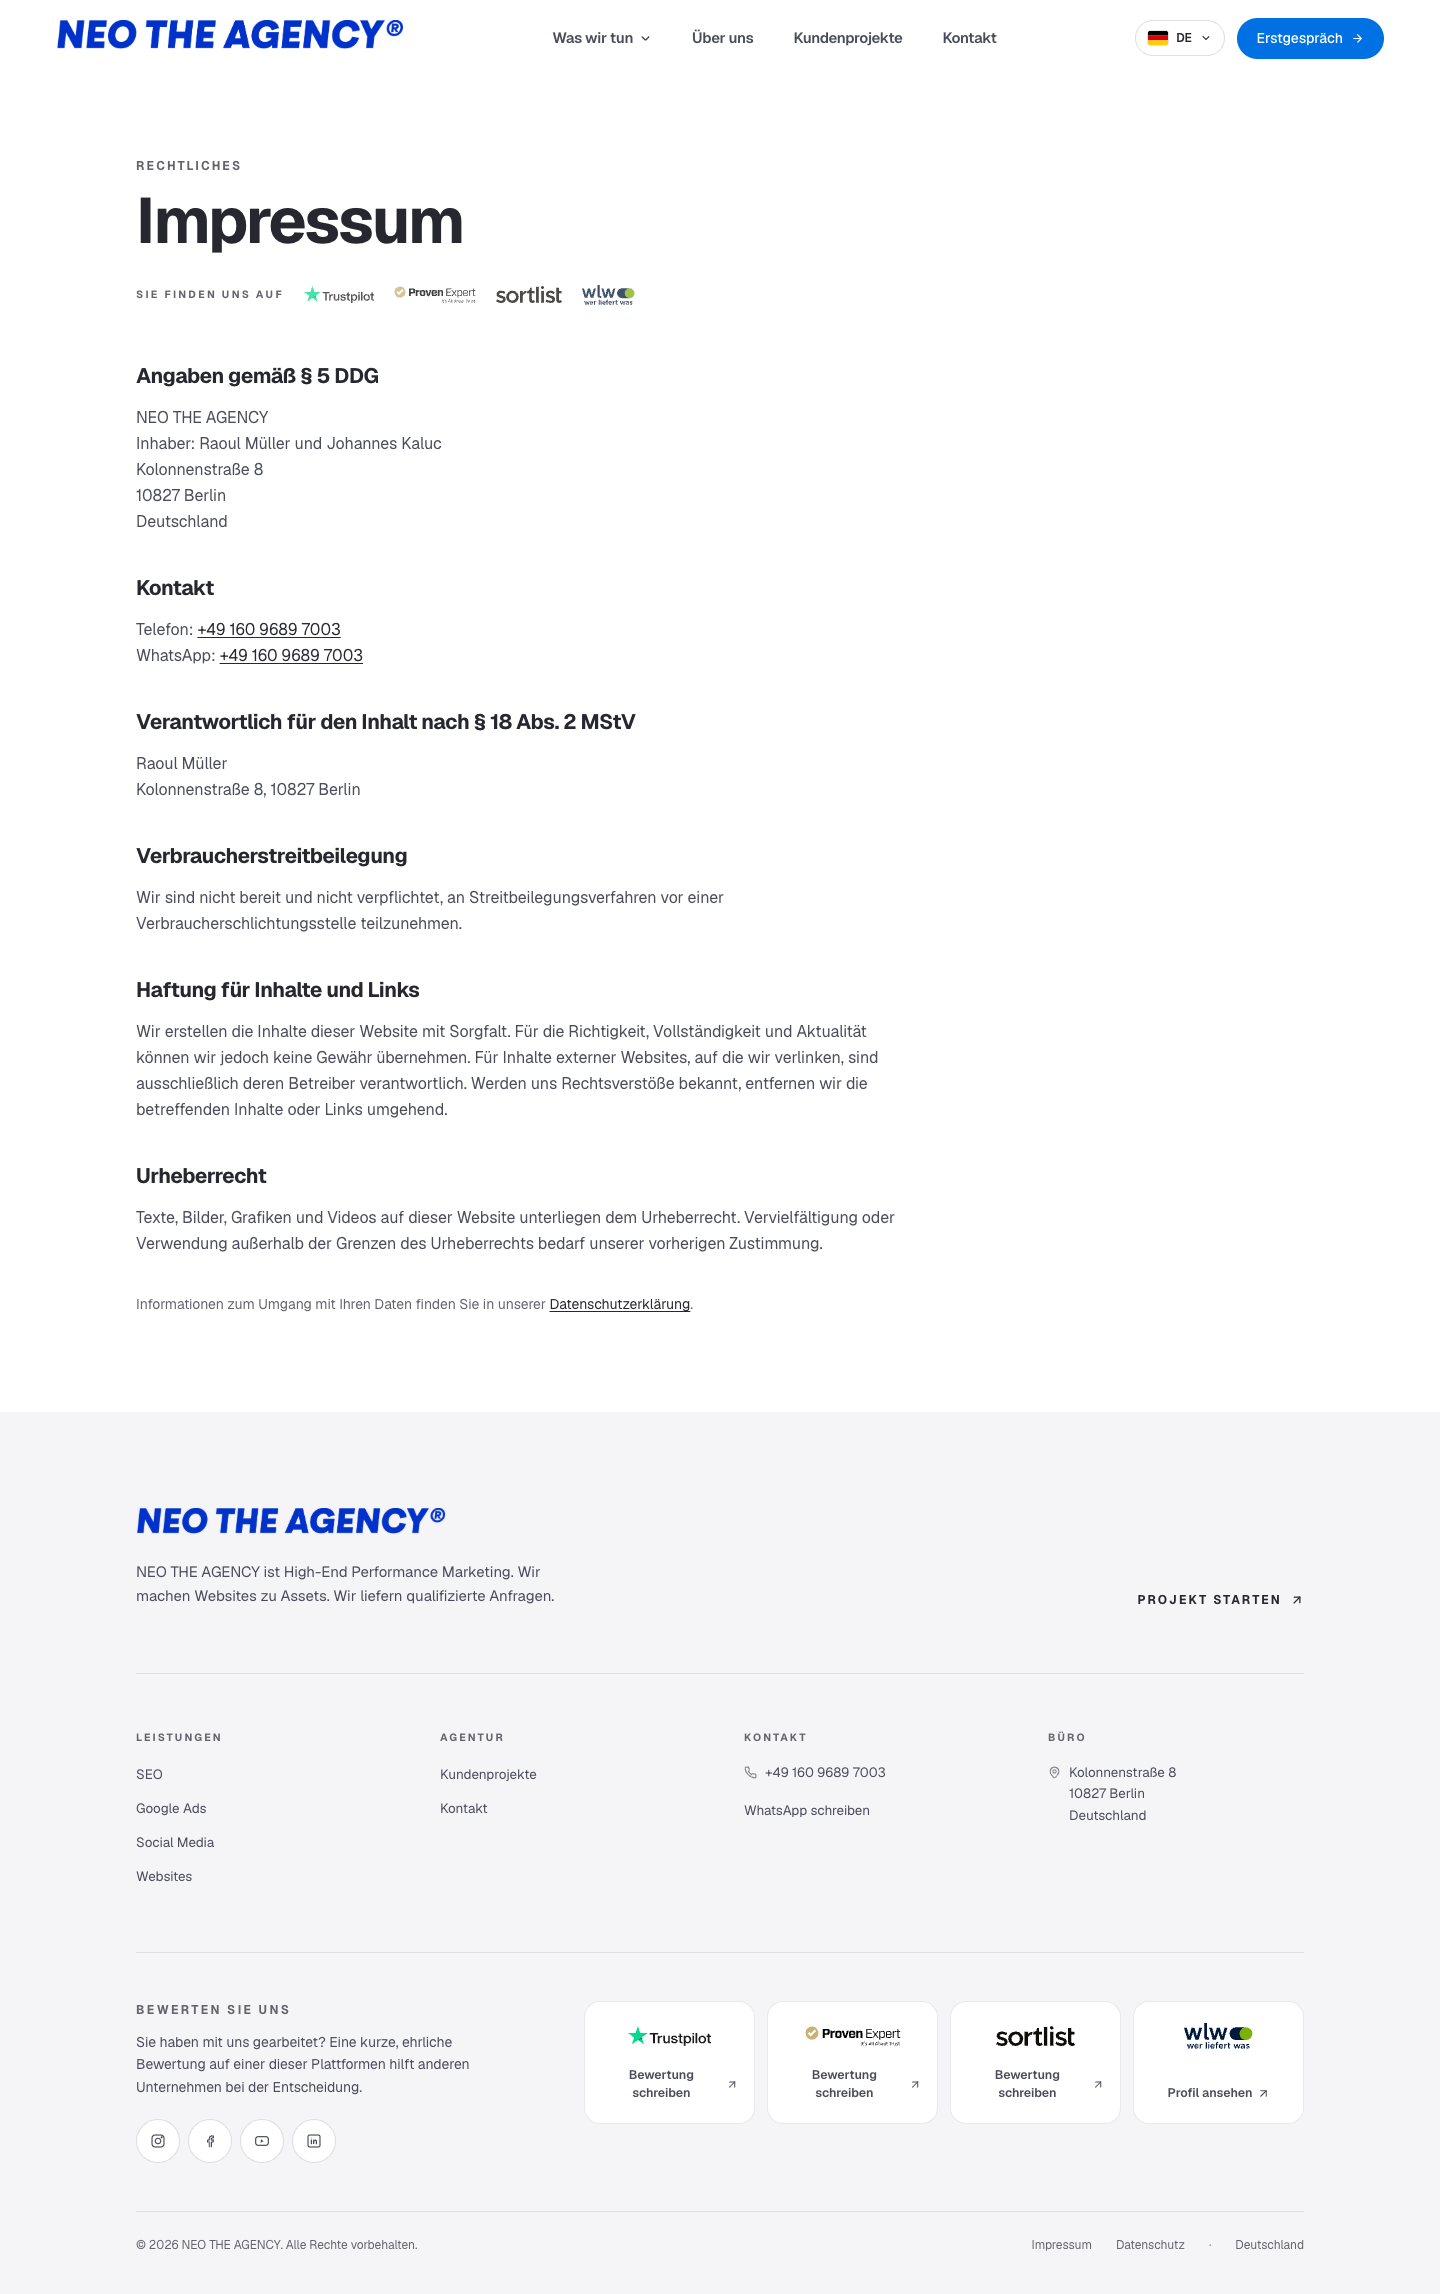 NEO THE AGENCY®
Was wir tun
Über uns
Kundenprojekte
Kontakt
DE
Erstgespräch
RECHTLICHES
Impressum
SIE FINDEN UNS AUF
Trustpilot
Proven Expert
sortlist
wlw
wer liefert was
Angaben gemäß § 5 DDG
NEO THE AGENCY
Inhaber: Raoul Müller und Johannes Kaluc
Kolonnenstraße 8
10827 Berlin
Deutschland
Kontakt
Telefon: +49 160 9689 7003
WhatsApp: +49 160 9689 7003
Verantwortlich für den Inhalt nach § 18 Abs. 2 MStV
Raoul Müller
Kolonnenstraße 8, 10827 Berlin
Verbraucherstreitbeilegung
Wir sind nicht bereit und nicht verpflichtet, an Streitbeilegungsverfahren vor einer
Verbraucherschlichtungsstelle teilzunehmen.
Haftung für Inhalte und Links
Wir erstellen die Inhalte dieser Website mit Sorgfalt. Für die Richtigkeit, Vollständigkeit und Aktualität
können wir jedoch keine Gewähr übernehmen. Für Inhalte externer Websites, auf die wir verlinken, sind
ausschließlich deren Betreiber verantwortlich. Werden uns Rechtsverstöße bekannt, entfernen wir die
betreffenden Inhalte oder Links umgehend.
Urheberrecht
Texte, Bilder, Grafiken und Videos auf dieser Website unterliegen dem Urheberrecht. Vervielfältigung oder
Verwendung außerhalb der Grenzen des Urheberrechts bedarf unserer vorherigen Zustimmung.
Informationen zum Umgang mit Ihren Daten finden Sie in unserer Datenschutzerklärung.
NEO THE AGENCY®
NEO THE AGENCY ist High-End Performance Marketing. Wir
machen Websites zu Assets. Wir liefern qualifizierte Anfragen.
PROJEKT STARTEN
LEISTUNGEN
SEO
Google Ads
Social Media
Websites
AGENTUR
Kundenprojekte
Kontakt
KONTAKT
+49 160 9689 7003
WhatsApp schreiben
BÜRO
Kolonnenstraße 8
10827 Berlin
Deutschland
BEWERTEN SIE UNS
Sie haben mit uns gearbeitet? Eine kurze, ehrliche
Bewertung auf einer dieser Plattformen hilft anderen
Unternehmen bei der Entscheidung.
Trustpilot
Bewertung
schreiben
Proven Expert
Bewertung
schreiben
sortlist
Bewertung
schreiben
wlw
wer liefert was
Profil ansehen
© 2026 NEO THE AGENCY. Alle Rechte vorbehalten.
Impressum
Datenschutz
·
Deutschland